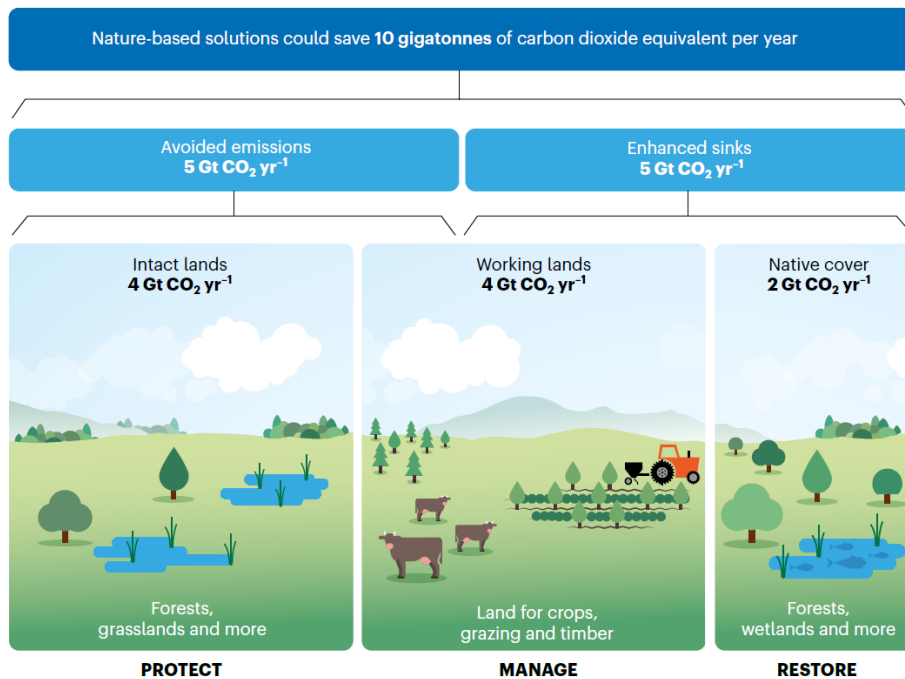 Nature-based solutions could save 10 gigatonnes of carbon dioxide equivalent per year
Avoided emissions
5 Gt CO₂ yr⁻¹
Enhanced sinks
5 Gt CO₂ yr⁻¹
Intact lands
4 Gt CO₂ yr⁻¹
Working lands
4 Gt CO₂ yr⁻¹
Native cover
2 Gt CO₂ yr⁻¹
Forests,
grasslands and more
Land for crops,
grazing and timber
Forests,
wetlands and more
PROTECT
MANAGE
RESTORE